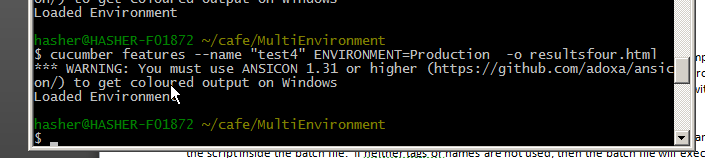 on/) to get coloured output on Windows
Loaded Environment
hasher@HASHER-F01872 ~/cafe/MultiEnvironment
$ cucumber features --name "test4" ENVIRONMENT=Production -o resultsfour.html
*** WARNING: You must use ANSICON 1.31 or higher (https://github.com/adoxa/ansic
on/) to get coloured output on Windows
Loaded Environment
hasher@HASHER-F01872 ~/cafe/MultiEnvironment
$
the script inside the batch file. If neither tags or names are not used, then the batch file will exec